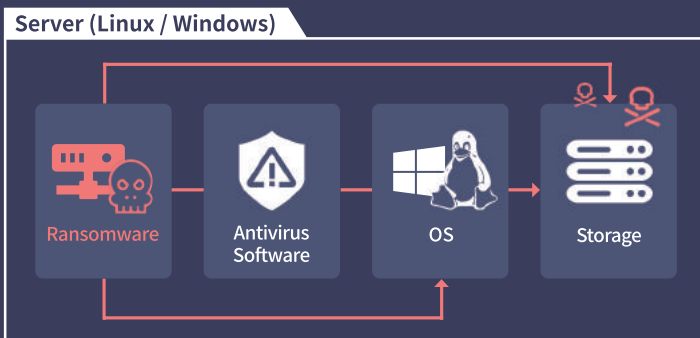 Server (Linux / Windows)
Ransomware
Antivirus
Software
OS
Storage